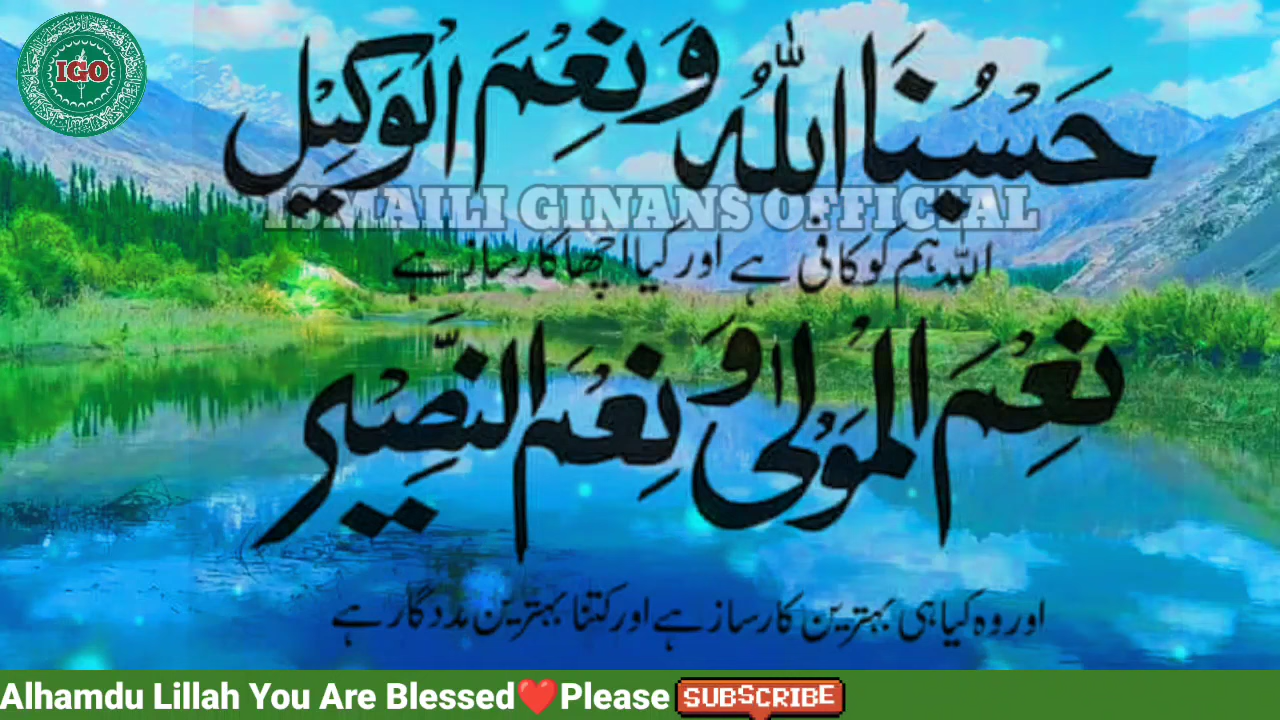 IGO
حَسْبُنَا اللّٰهُ وَنِعْمَ الْوَكِيْلِ
ISMAILI GINANS OFFICIAL
اللہ ہم کو کافی ہے اور کیا اچھا کارساز ہے
نِعْمَ الْمَوْلٰی وَنِعْمَ النَّصِيْر
اور وہ کیا ہی بہترین کارساز ہے اور کتنا بہترین مددگار ہے
Alhamdu Lillah You Are Blessed❤️Please SUBSCRIBE